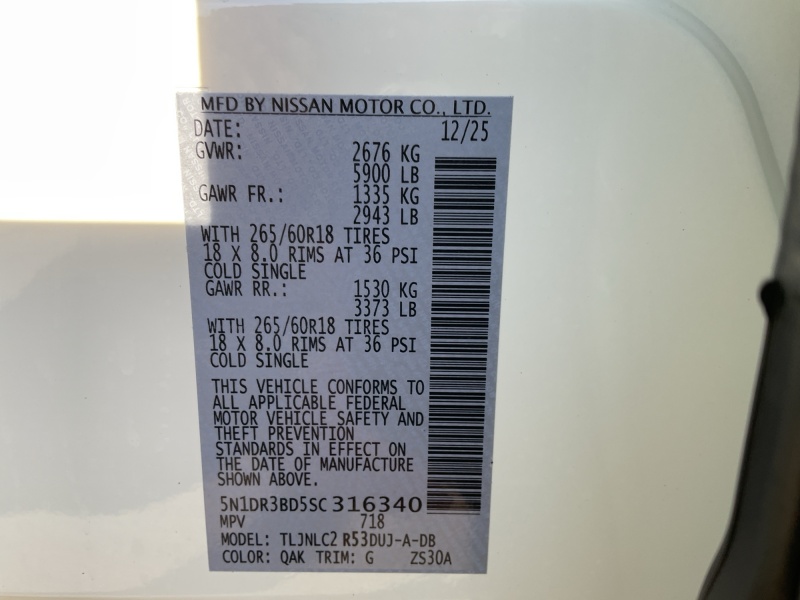 MFD BY NISSAN MOTOR CO., LTD.
DATE: 12/25
GVWR: 2676 KG
5900 LB
GAWR FR.: 1335 KG
2943 LB
WITH 265/60R18 TIRES
18 X 8.0 RIMS AT 36 PSI
COLD SINGLE
GAWR RR.: 1530 KG
3373 LB
WITH 265/60R18 TIRES
18 X 8.0 RIMS AT 36 PSI
COLD SINGLE
THIS VEHICLE CONFORMS TO
ALL APPLICABLE FEDERAL
MOTOR VEHICLE SAFETY AND
THEFT PREVENTION
STANDARDS IN EFFECT ON
THE DATE OF MANUFACTURE
SHOWN ABOVE.
5N1DR3BD5SC316340
MPV 718
MODEL: TLJNLC2 R53DUJ-A-DB
COLOR: QAK TRIM: G ZS30A